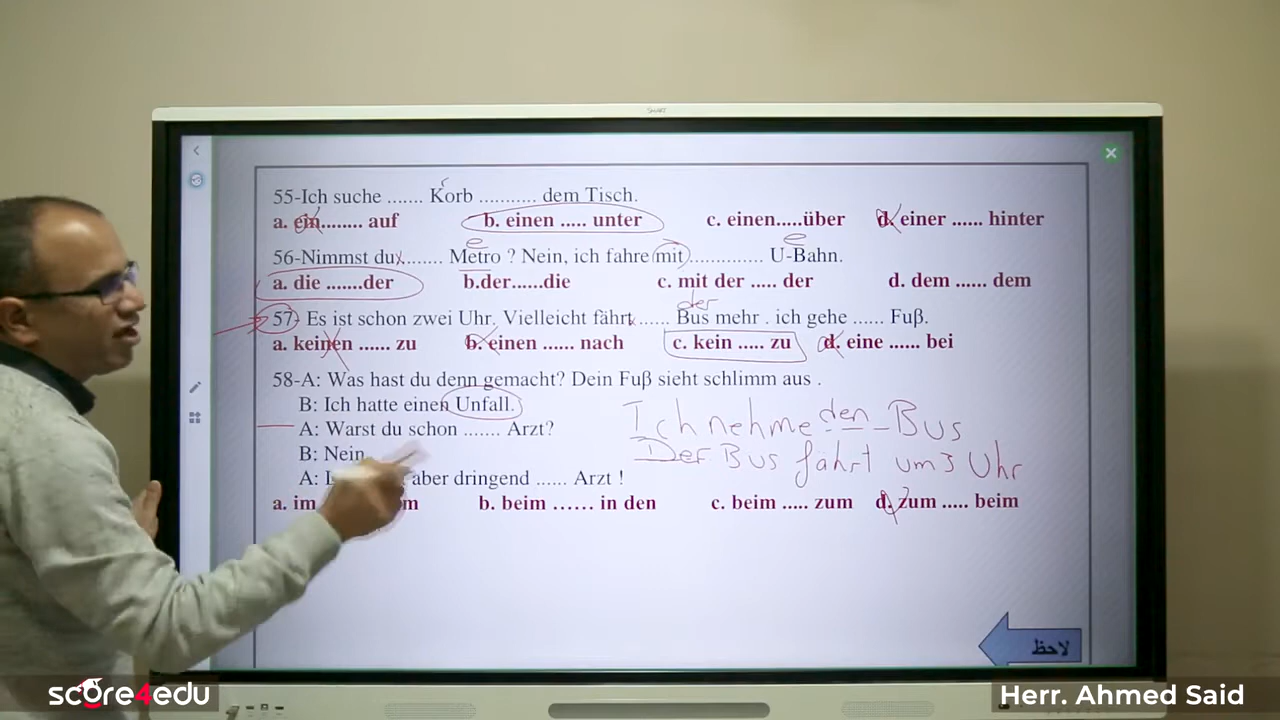 SMART
55-Ich suche ....... Korb ........... dem Tisch.
a. ein......... auf b. einen ..... unter c. einen.....über d. einer ...... hinter
e e
56-Nimmst du........ Metro ? Nein, ich fahre mit ............. U-Bahn.
a. die .......der b.der......die c. mit der ..... der d. dem ...... dem
der
57- Es ist schon zwei Uhr. Vielleicht fährt ...... Bus mehr . ich gehe ...... Fuß.
a. keinen ...... zu b. einen ...... nach c. kein ..... zu d. eine ...... bei
58-A: Was hast du denn gemacht? Dein Fuß sieht schlimm aus .
B: Ich hatte einen Unfall.
Ich nehme den Bus
A: Warst du schon ....... Arzt?
Der Bus fährt um 3 Uhr
B: Nein
A: aber dringend ...... Arzt !
a. im b. beim ...... in den c. beim ..... zum d. zum ..... beim
لاحظ
score4edu
Herr. Ahmed Said